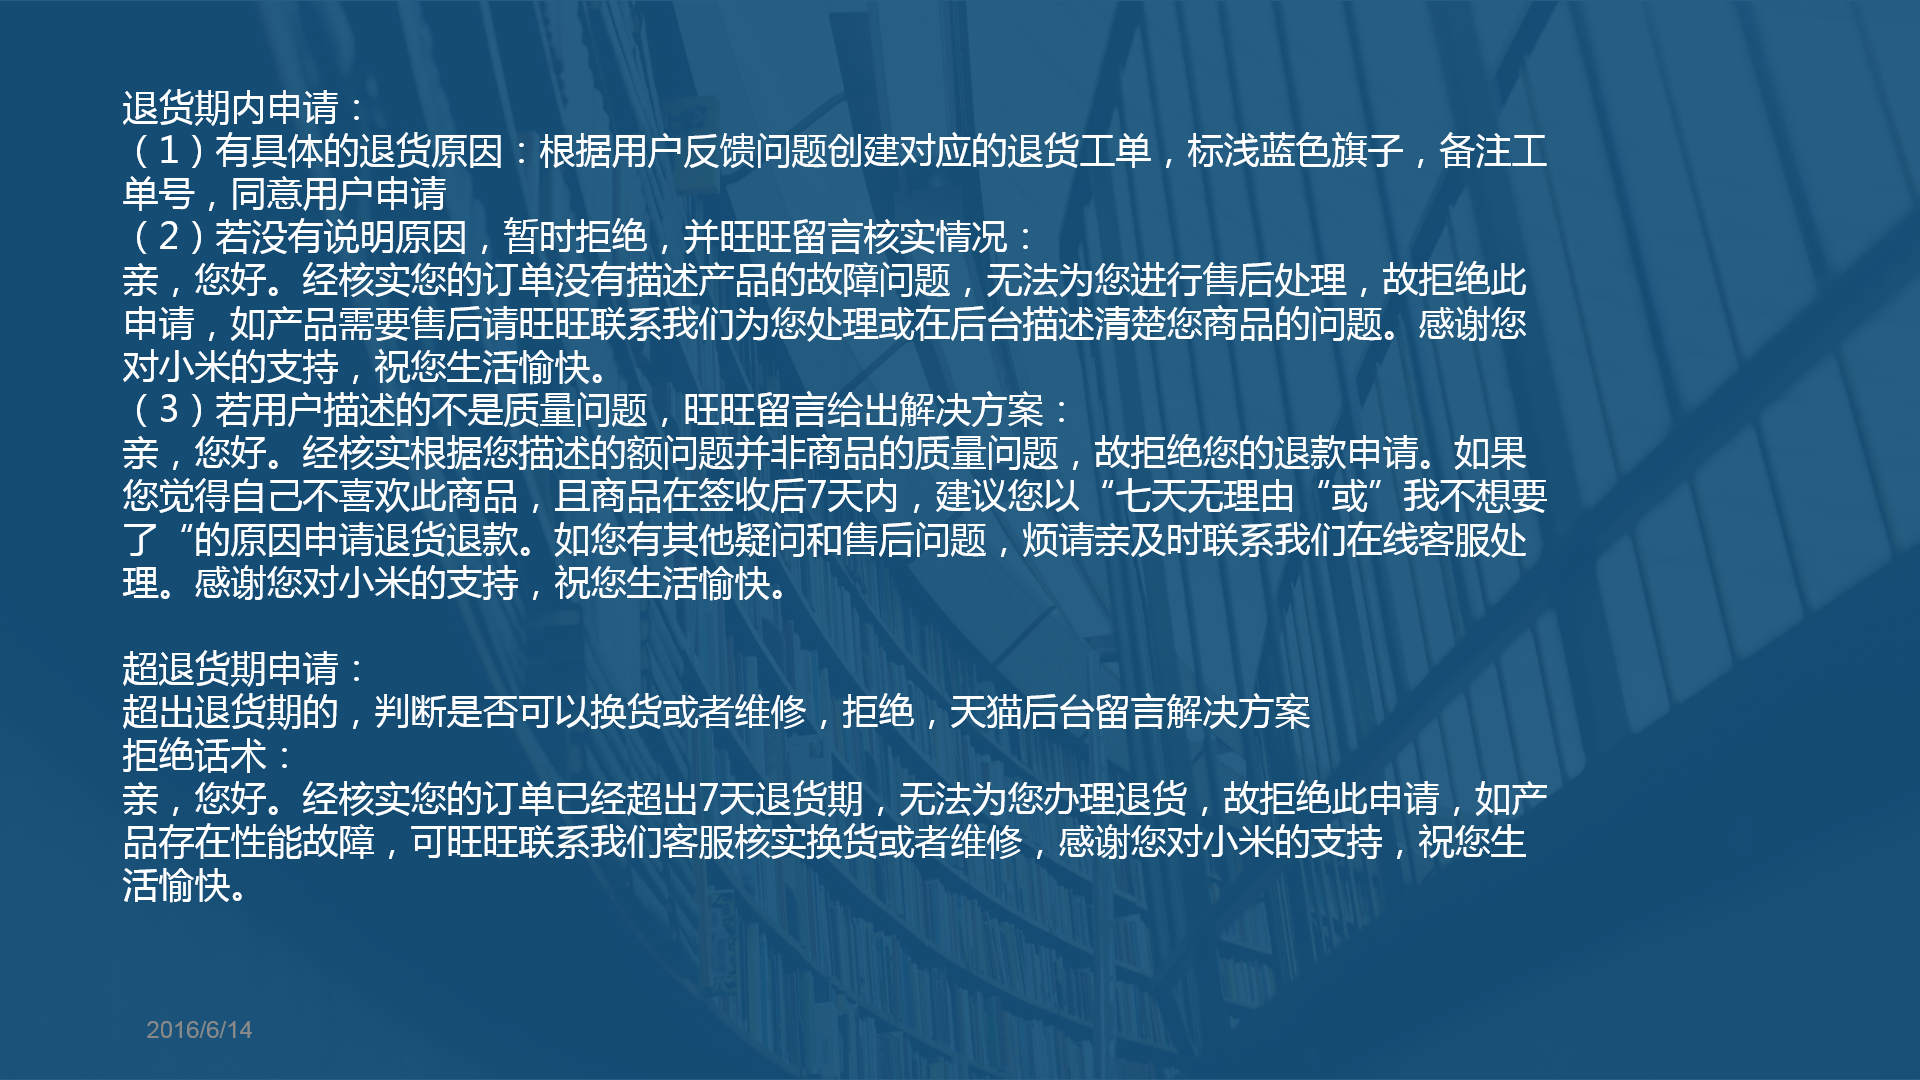 退货期内申请：
（1）有具体的退货原因：根据用户反馈问题创建对应的退货工单，标浅蓝色旗子，备注工
单号，同意用户申请
（2）若没有说明原因，暂时拒绝，并旺旺留言核实情况：
亲，您好。经核实您的订单没有描述产品的故障问题，无法为您进行售后处理，故拒绝此
申请，如产品需要售后请旺旺联系我们为您处理或在后台描述清楚您商品的问题。感谢您
对小米的支持，祝您生活愉快。
（3）若用户描述的不是质量问题，旺旺留言给出解决方案：
亲，您好。经核实根据您描述的额问题并非商品的质量问题，故拒绝您的退款申请。如果
您觉得自己不喜欢此商品，且商品在签收后7天内，建议您以“七天无理由“或”我不想要
了“的原因申请退货退款。如您有其他疑问和售后问题，烦请亲及时联系我们在线客服处
理。感谢您对小米的支持，祝您生活愉快。
超退货期申请：
超出退货期的，判断是否可以换货或者维修，拒绝，天猫后台留言解决方案
拒绝话术：
亲，您好。经核实您的订单已经超出7天退货期，无法为您办理退货，故拒绝此申请，如产
品存在性能故障，可旺旺联系我们客服核实换货或者维修，感谢您对小米的支持，祝您生
活愉快。
2016/6/14